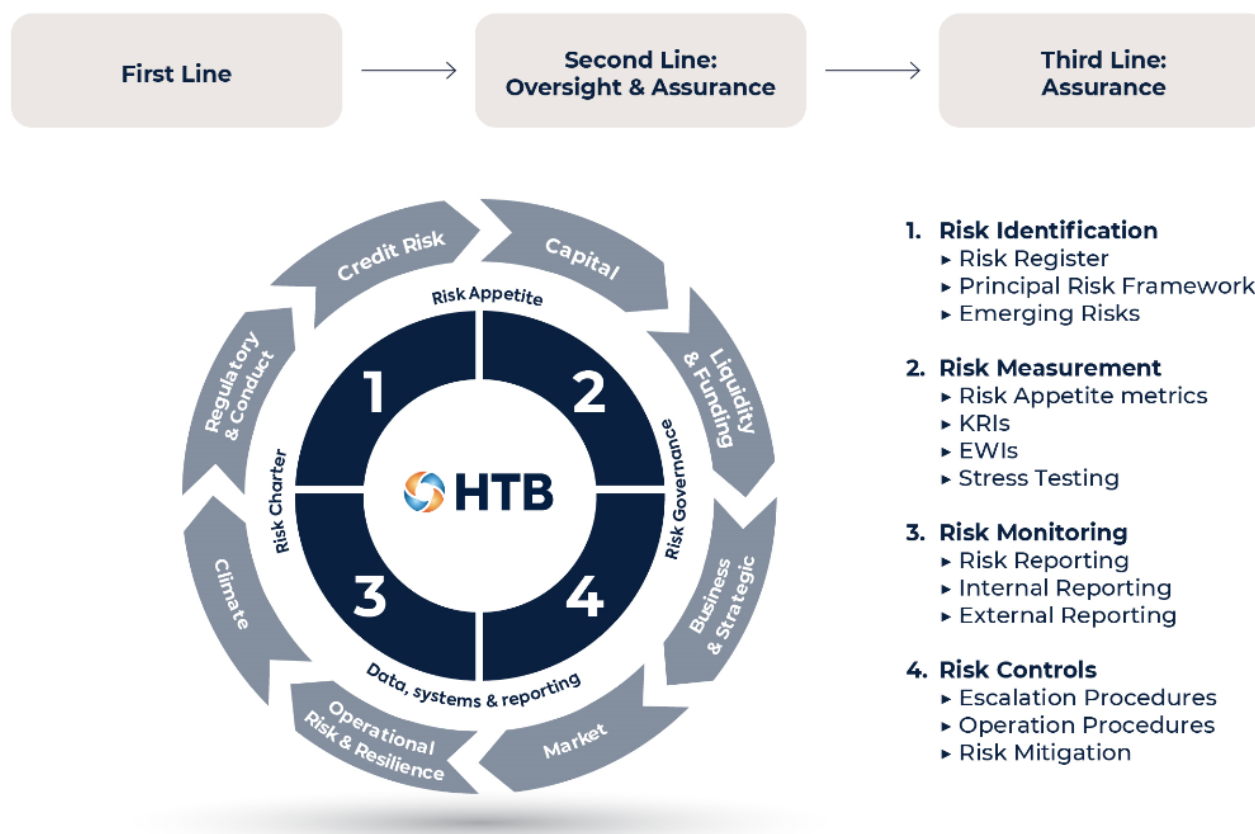 First Line
Second Line:
Oversight & Assurance
Third Line:
Assurance
Credit Risk
Capital
Liquidity
& Funding
Business
& Strategic
Market
Operational
Risk & Resilience
Climate
Regulatory
& Conduct
Risk Appetite
Risk Governance
Data, systems & reporting
Risk Charter
1
2
3
4
HTB
1. Risk Identification
▸ Risk Register
▸ Principal Risk Framework
▸ Emerging Risks
2. Risk Measurement
▸ Risk Appetite metrics
▸ KRIs
▸ EWIs
▸ Stress Testing
3. Risk Monitoring
▸ Risk Reporting
▸ Internal Reporting
▸ External Reporting
4. Risk Controls
▸ Escalation Procedures
▸ Operation Procedures
▸ Risk Mitigation